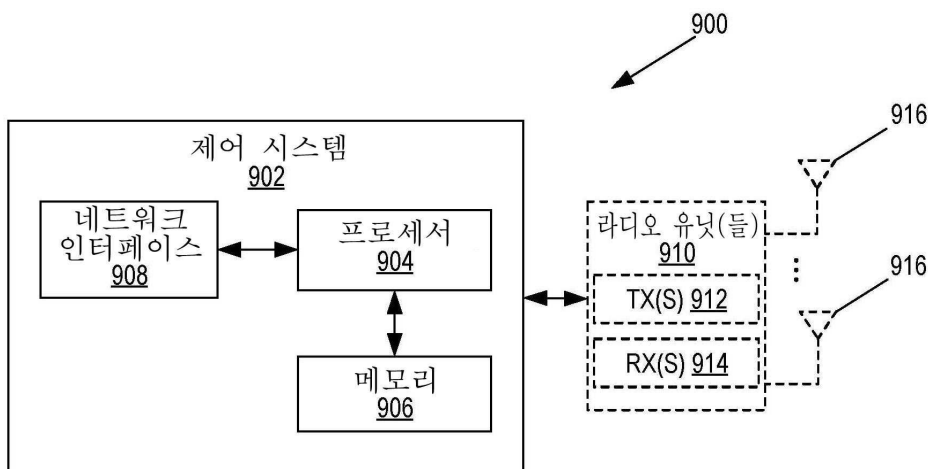 900
916
제어 시스템
902
네트워크
인터페이스
908
프로세서
904
메모리
906
라디오 유닛(들)
910
TX(S) 912
RX(S) 914
916